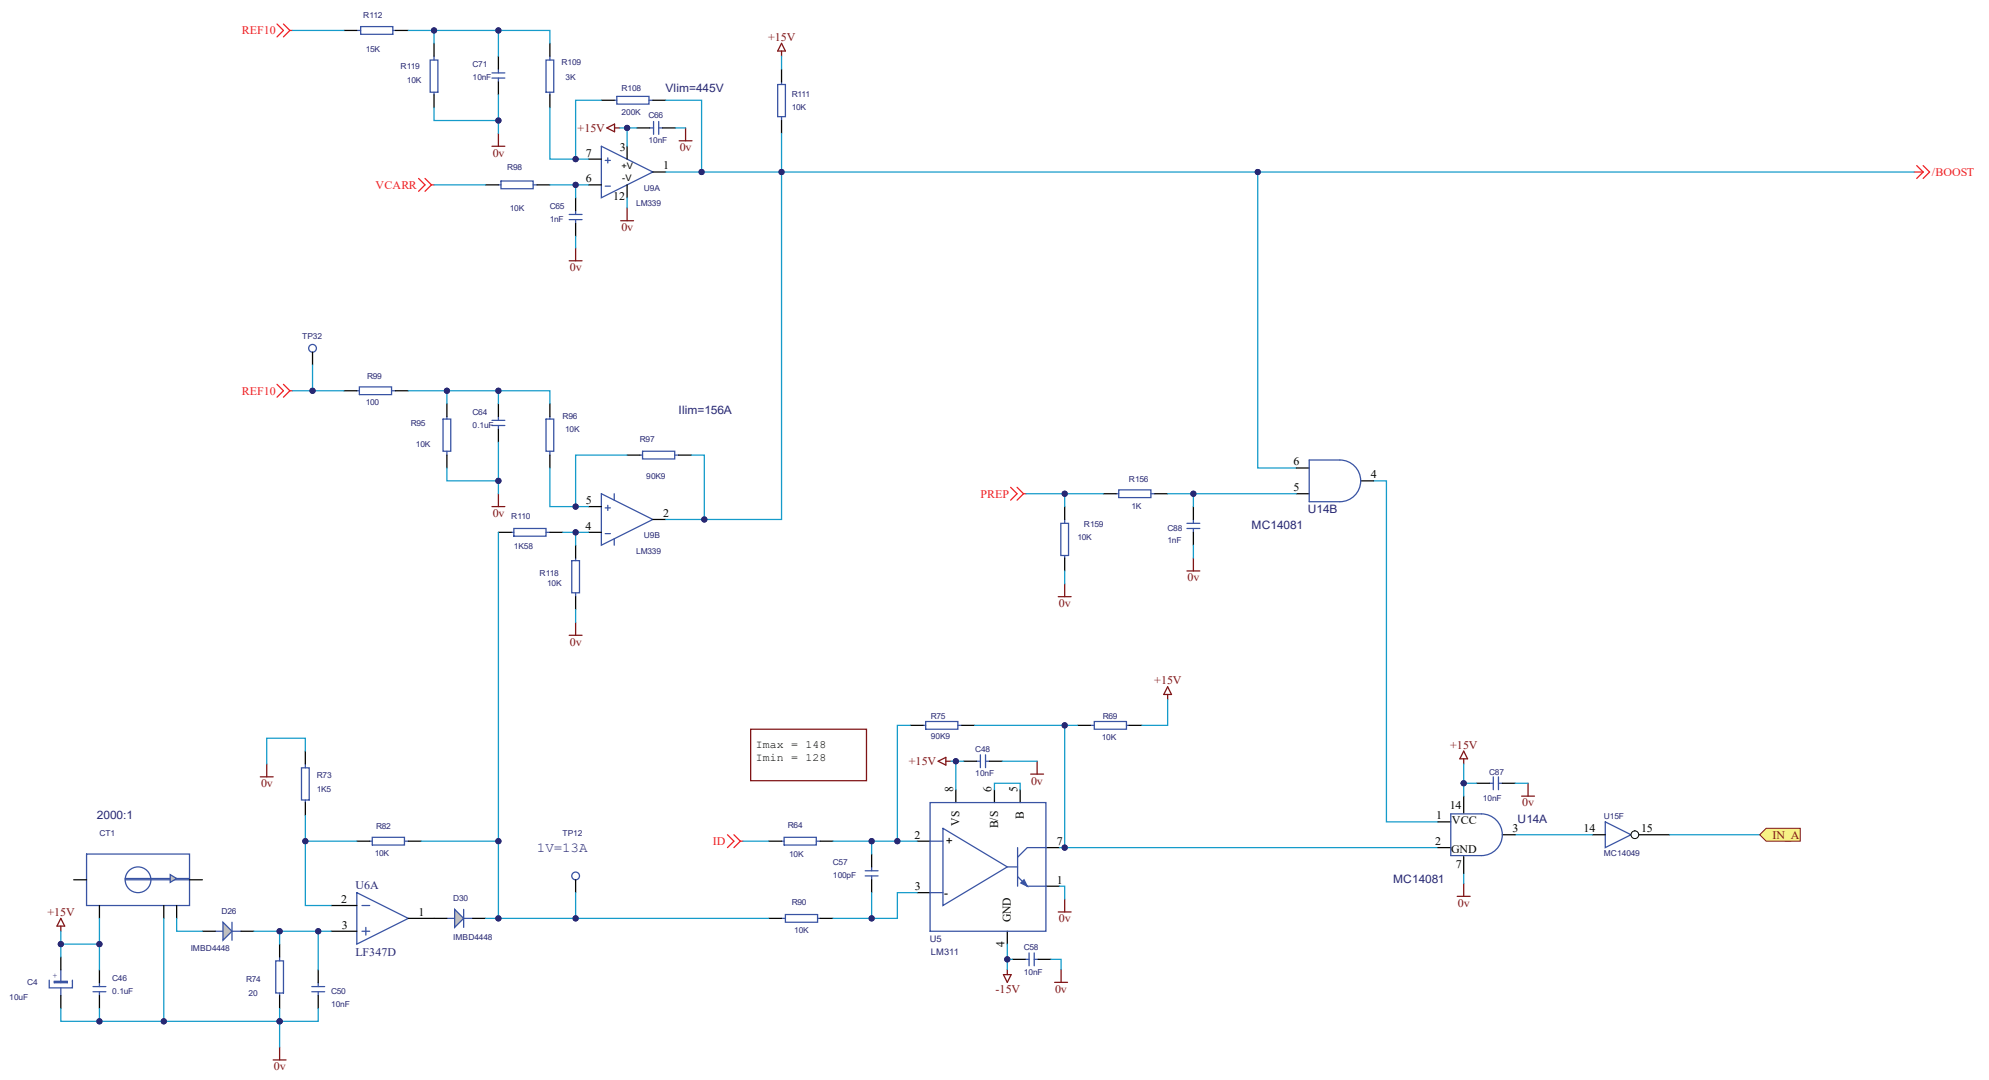 R112
REF10
15K
+15V
R119
10K
C71
10nF
R109
3K
R108
200K
Vlim=445V
R111
10K
C66
10nF
+15V
0v
0v
7
+
3
+V
-V
1
R98
VCARR
10K
6
−
12
U9A
LM339
C65
1nF
0v
0v
/BOOST
TP32
REF10
R99
100
R95
10K
C64
0.1uF
R96
10K
Ilim=156A
R97
90K9
0v
5
+
2
R110
1K58
4
−
U9B
LM339
R118
10K
0v
PREP
R156
1K
R159
10K
C88
1nF
0v
0v
6
5
4
U14B
MC14081
+15V
R75
90K9
R69
10K
Imax = 148
Imin = 128
C48
10nF
+15V
0v
8
6
5
VS
B/S
B
0v
R73
1K5
+15V
C87
10nF
0v
14
U14A
1
VCC
3
2
GND
7
MC14081
0v
14
U15F
15
MC14049
IN_A
2000:1
CT1
R82
10K
TP12
1V=13A
ID
R64
10K
C57
100pF
2
+
7
3
-
1
GND
0v
4
U5
LM311
C58
10nF
-15V
0v
U6A
2
−
3
+
1
LF347D
D30
IMBD4448
R90
10K
+15V
D26
IMBD4448
C4
+
10uF
C46
0.1uF
R74
20
C50
10nF
0v